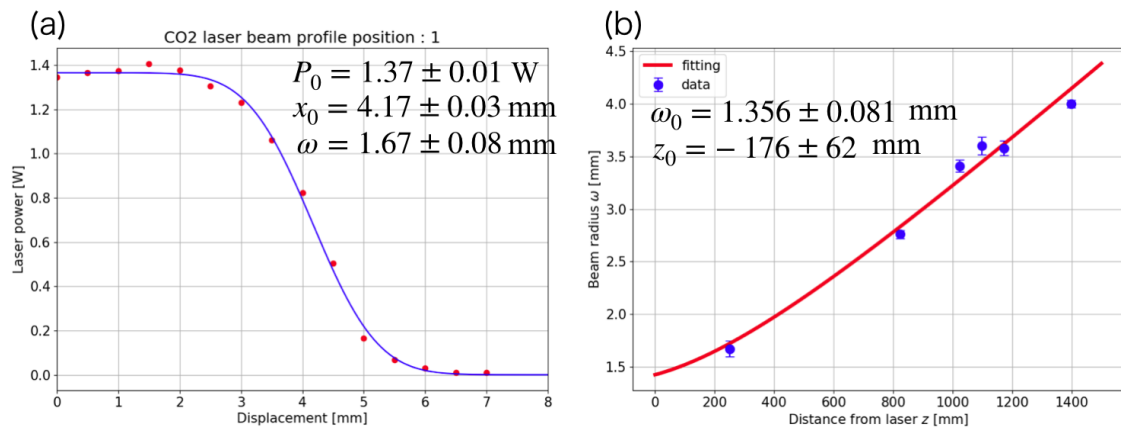 (a)
CO2 laser beam profile position : 1
P_0 = 1.37 ± 0.01 W
x_0 = 4.17 ± 0.03 mm
ω = 1.67 ± 0.08 mm
Laser power [W]
1.4
1.2
1.0
0.8
0.6
0.4
0.2
0.0
0 1 2 3 4 5 6 7 8
Displacement [mm]
(b)
fitting
data
ω_0 = 1.356 ± 0.081 mm
z_0 = − 176 ± 62 mm
Beam radius ω [mm]
4.5
4.0
3.5
3.0
2.5
2.0
1.5
0 200 400 600 800 1000 1200 1400
Distance from laser z [mm]